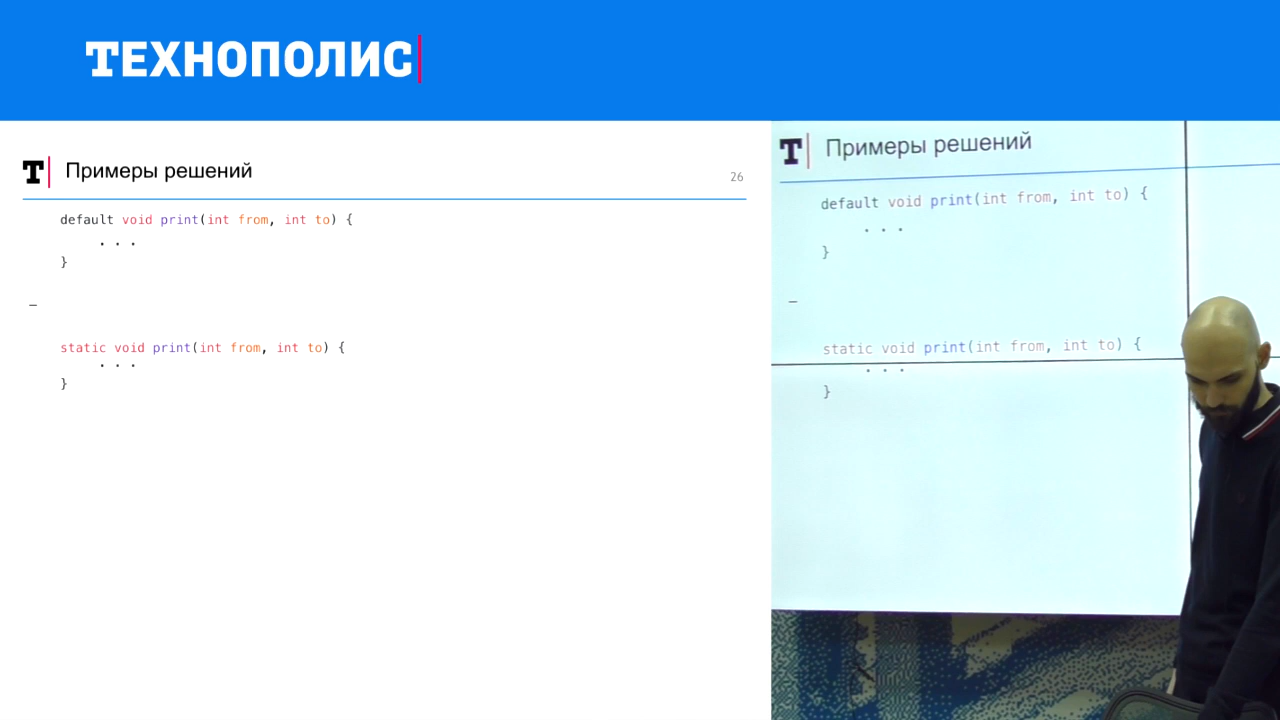 ТЕХНОПОЛИС
T Примеры решений
26
default void print(int from, int to) {
. . .
}
–
static void print(int from, int to) {
. . .
}
T Примеры решений
default void print(int from, int to) {
. . .
}
–
static void print(int from, int to) {
. . .
}